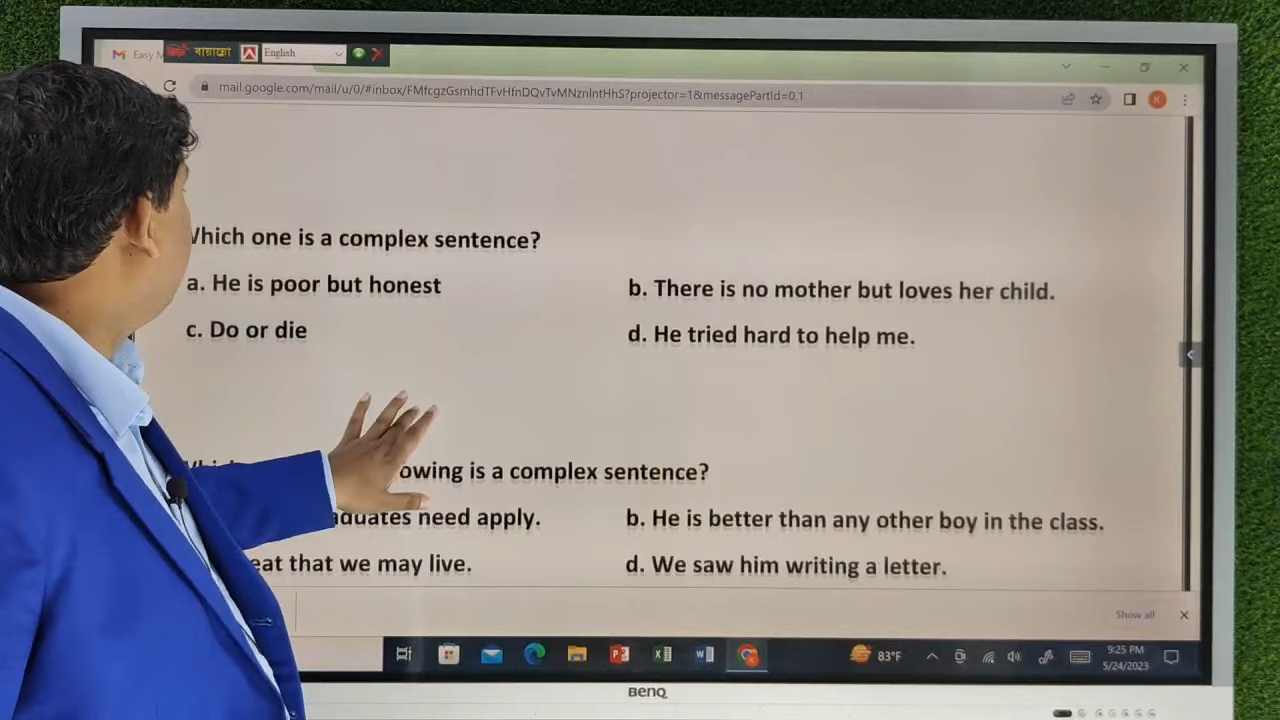 Easy
বায়ান্নো English
mail.google.com/mail/u/0/#inbox/FMfcgzGsmhdTFvHfnDQvTvMNznlntHhS?projector=1&messagePartId=0.1
K
Which one is a complex sentence?
a. He is poor but honest b. There is no mother but loves her child.
c. Do or die d. He tried hard to help me.
owing is a complex sentence?
need apply. b. He is better than any other boy in the class.
eat that we may live. d. We saw him writing a letter.
Show all
83°F 9:25 PM
5/24/2023
BenQ